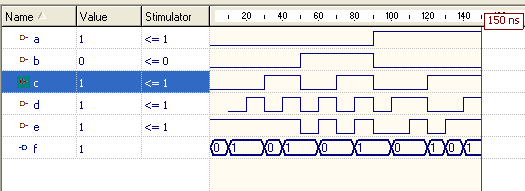 Name Value Stimulator 20 40 60 80 100 120 140
150 ns
a 1 <= 1
b 0 <= 0
c 1 <= 1
d 1 <= 1
e 1 <= 1
f 1 0 1 0 1 0 1 0 1 0 1